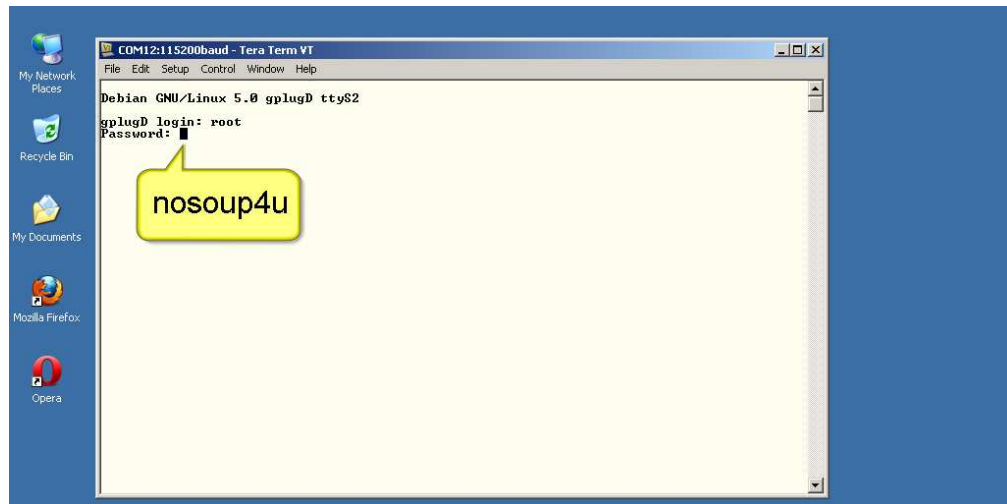 My Network
Places
Recycle Bin
My Documents
Mozilla Firefox
Opera
COM12:115200baud - Tera Term VT
File Edit Setup Control Window Help
Debian GNU/Linux 5.0 gplugD ttyS2
gplugD login: root
Password:
nosoup4u